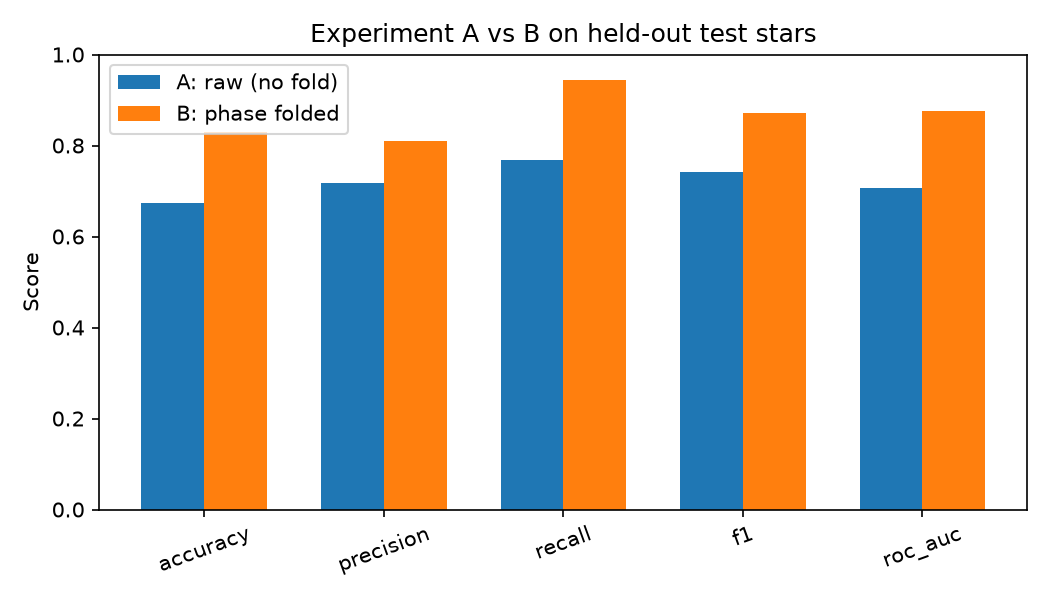 Experiment A vs B on held-out test stars
A: raw (no fold)
B: phase folded
Score
1.0
0.8
0.6
0.4
0.2
0.0
accuracy
precision
recall
f1
roc_auc